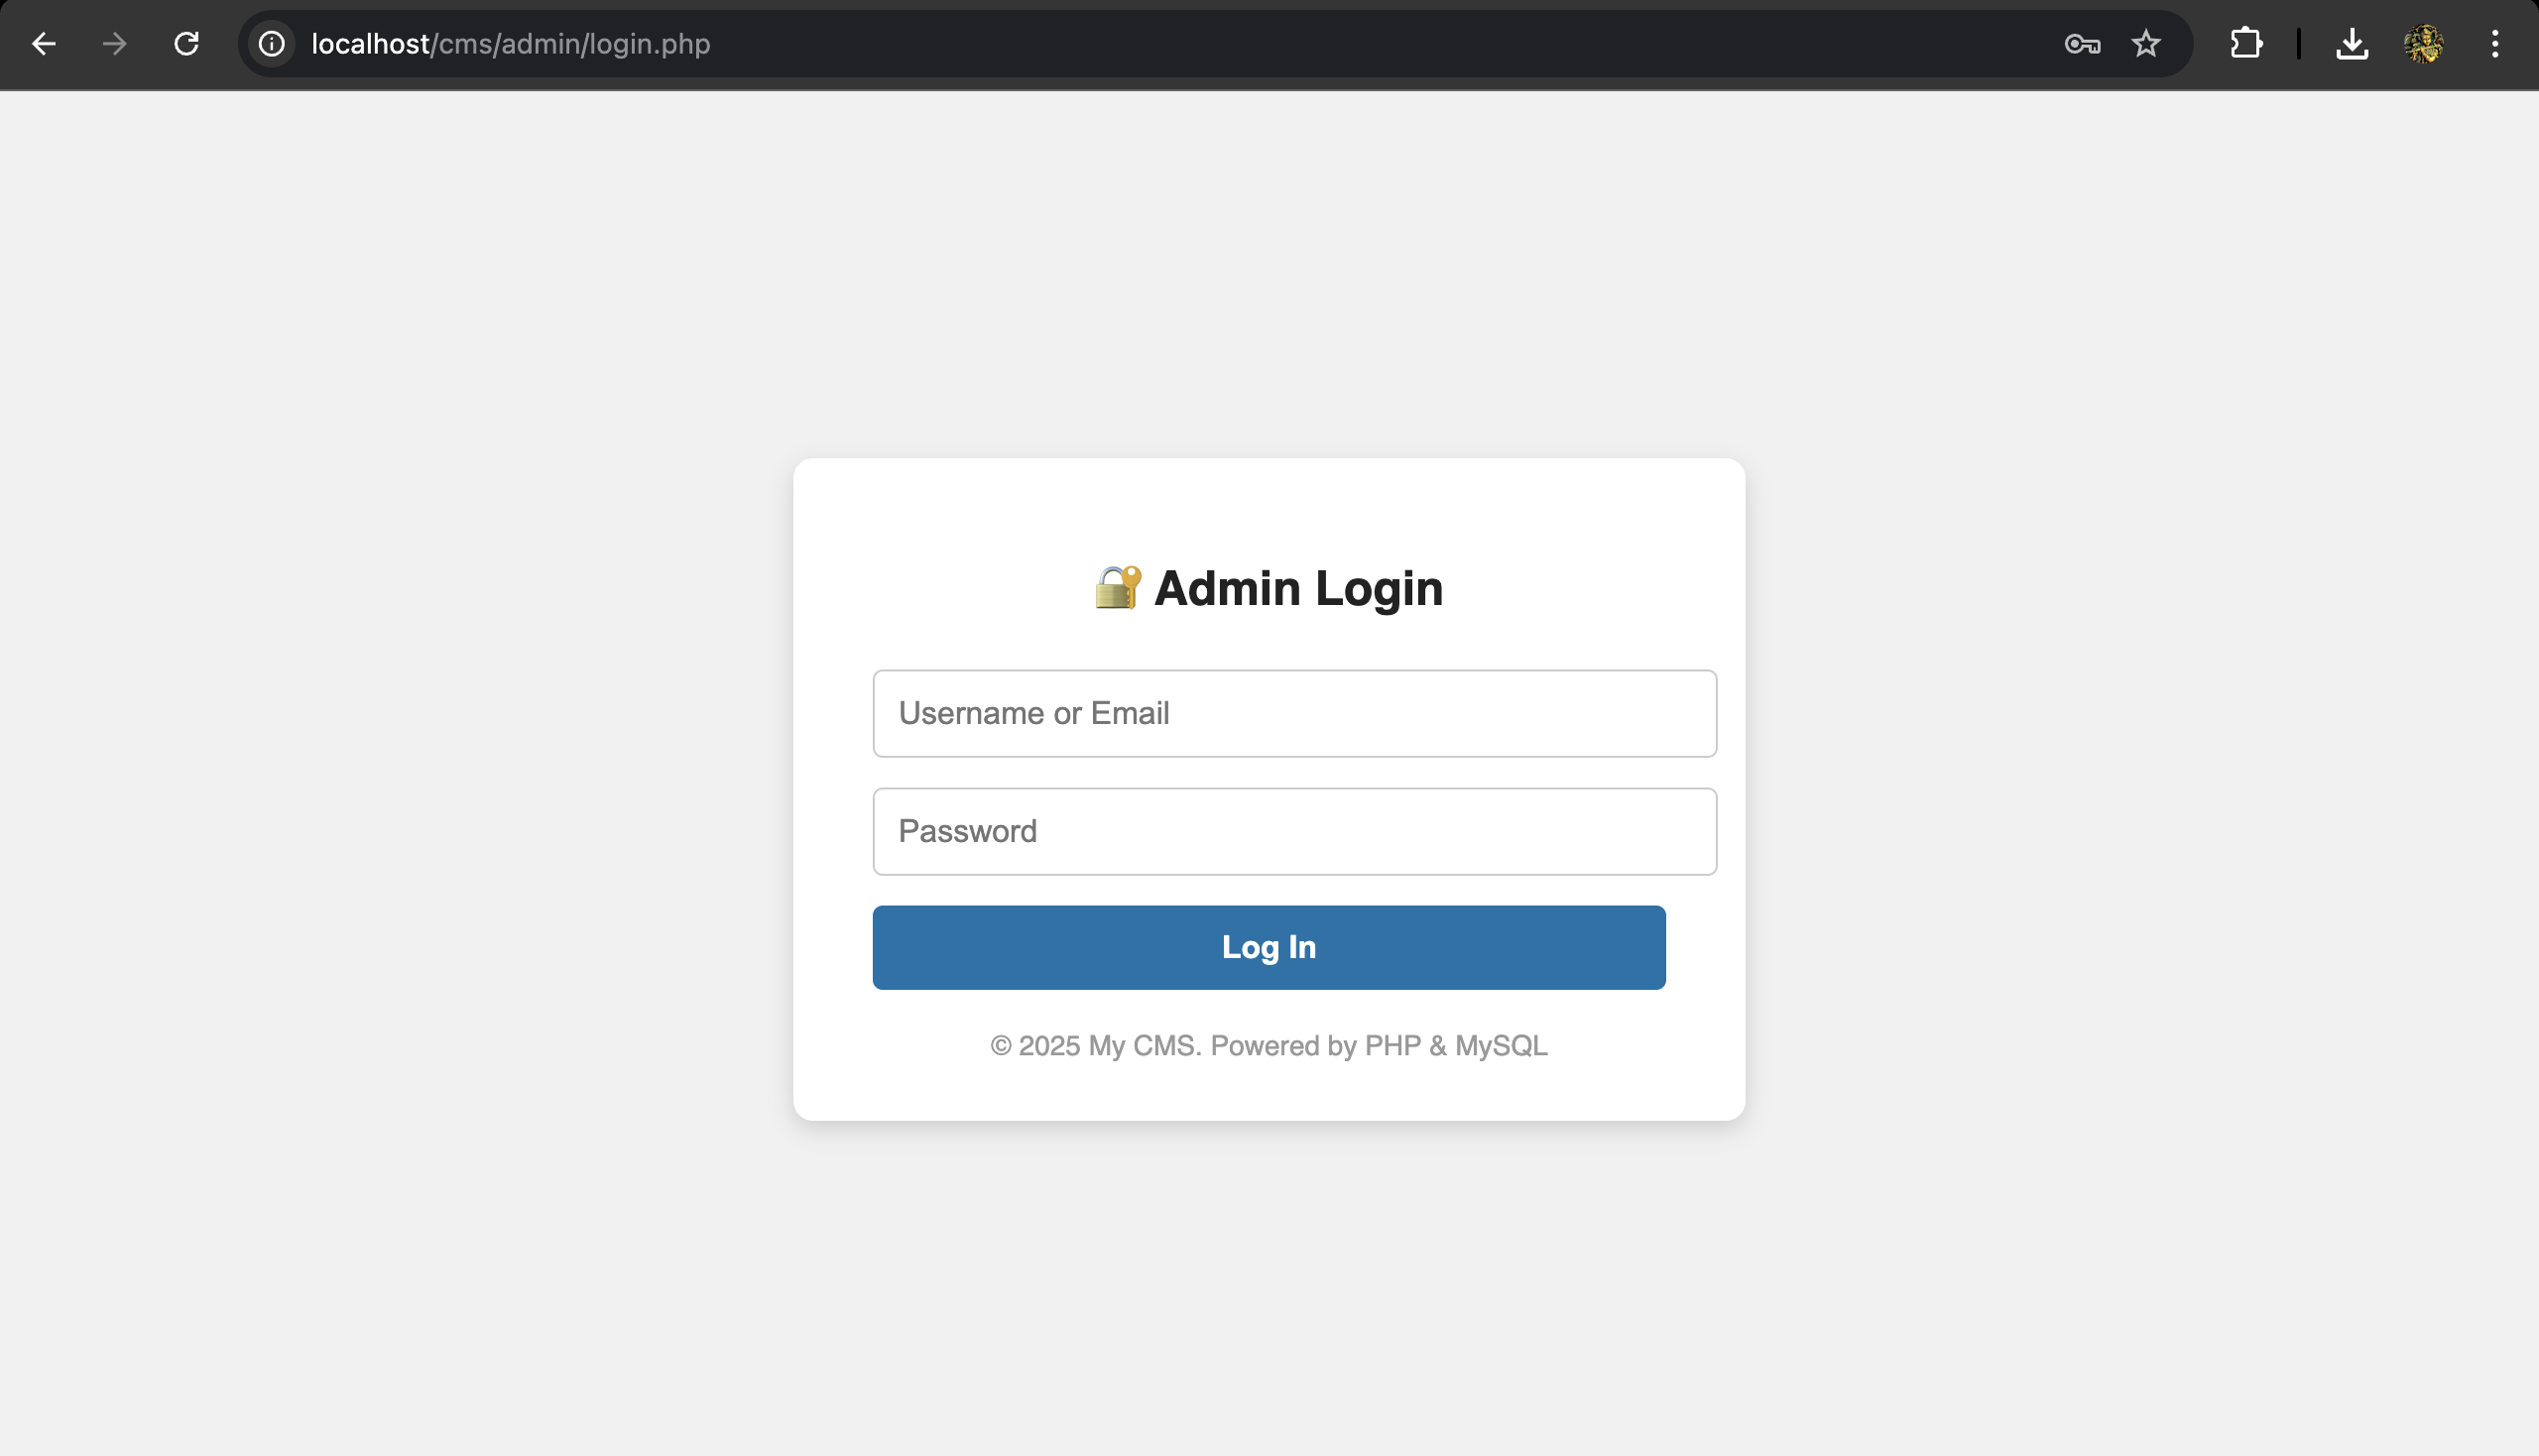 localhost/cms/admin/login.php
🔐 Admin Login
Username or Email
Password
Log In
© 2025 My CMS. Powered by PHP & MySQL